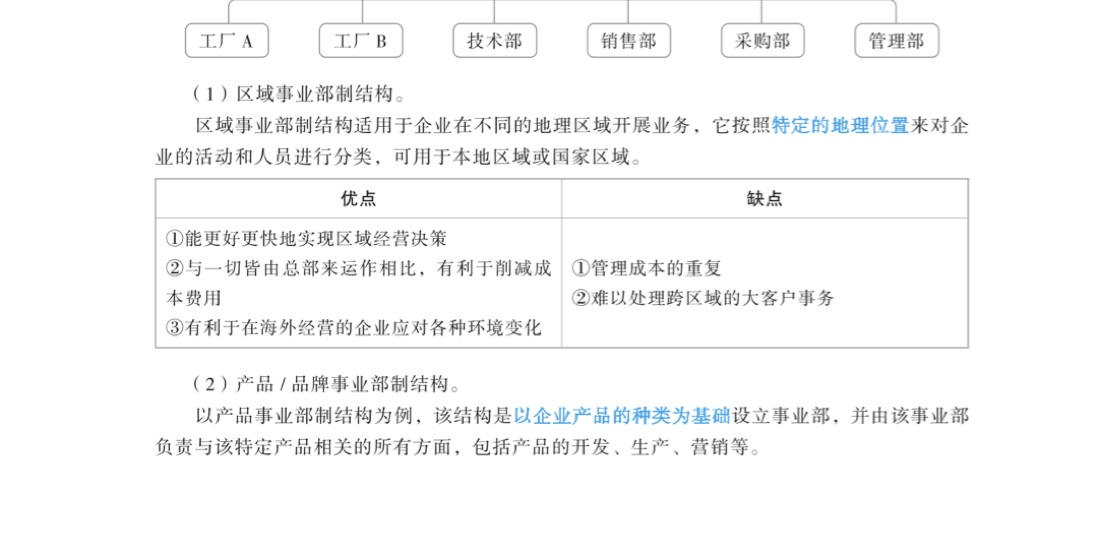 工厂 A 工厂 B 技术部 销售部 采购部 管理部
（1）区域事业部制结构。
区域事业部制结构适用于企业在不同的地理区域开展业务，它按照特定的地理位置来对企
业的活动和人员进行分类，可用于本地区域或国家区域。
优点 缺点
①能更好更快地实现区域经营决策
②与一切皆由总部来运作相比，有利于削减成
本费用
③有利于在海外经营的企业应对各种环境变化
①管理成本的重复
②难以处理跨区域的大客户事务
（2）产品 / 品牌事业部制结构。
以产品事业部制结构为例，该结构是以企业产品的种类为基础设立事业部，并由该事业部
负责与该特定产品相关的所有方面，包括产品的开发、生产、营销等。